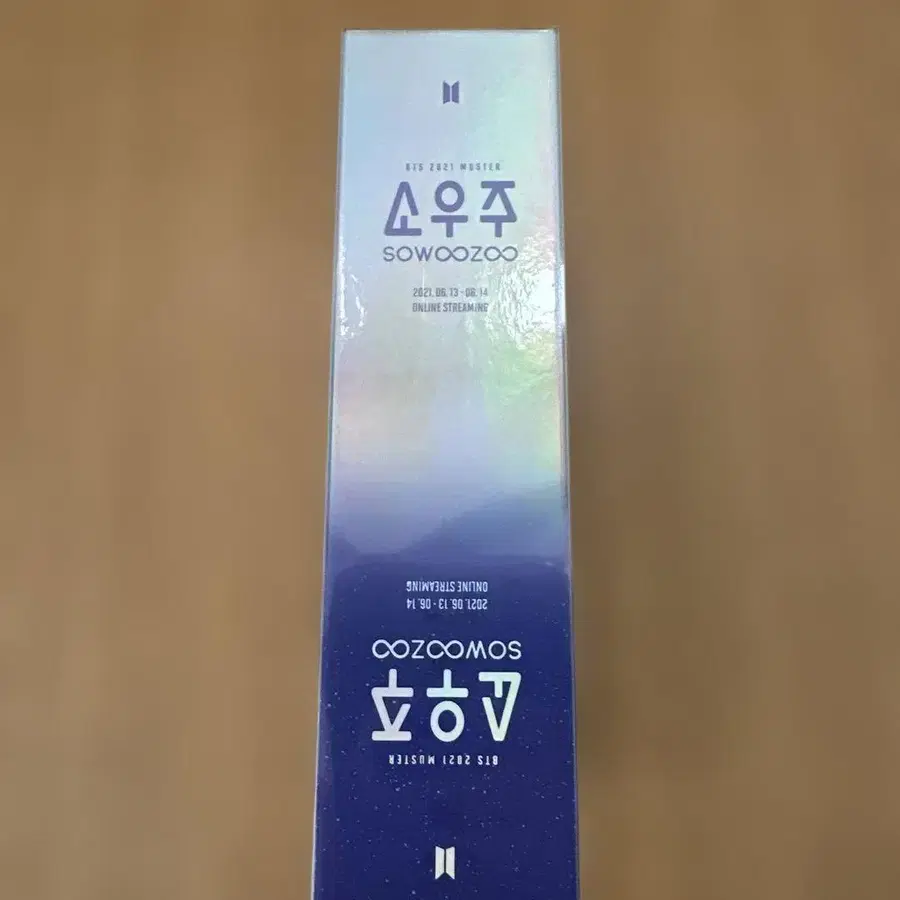 BTS 2021 MUSTER
소우주
SOWOOZOO
2021. 06. 13 - 06. 14
ONLINE STREAMING
BTS 2021 MUSTER
소우주
SOWOOZOO
2021. 06. 13 - 06. 14
ONLINE STREAMING